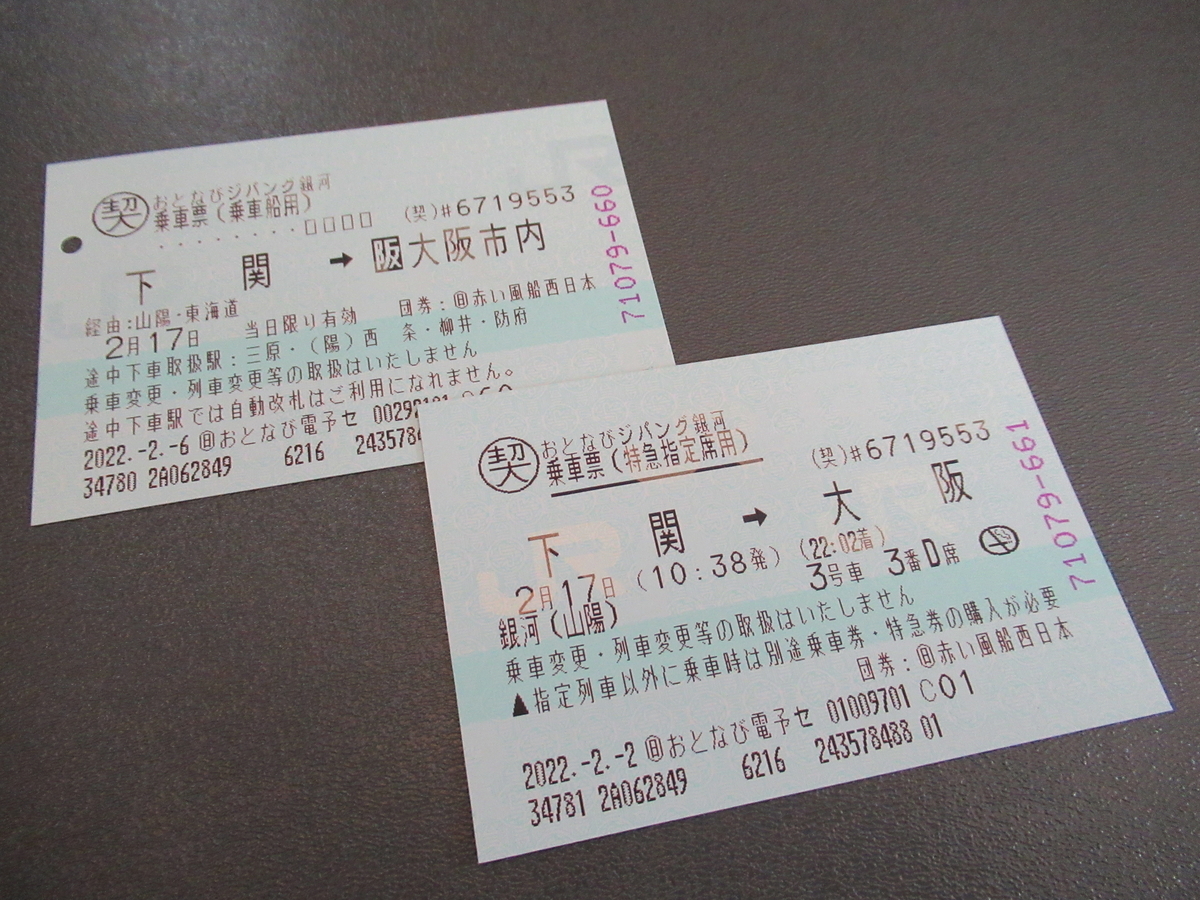 契 おとなびジパング銀河
乗車票(乗車船用)
········□□□□ (契)#6719553
下 関 → 阪大阪市内
経由:山陽・東海道
2月17日 当日限り有効 団券:日赤い風船西日本
途中下車取扱駅:三原・(陽)西 条・柳井・防府
乗車変更・列車変更等の取扱はいたしません
途中下車駅では自動改札はご利用になれません。
2022.-2.-6 日おとなび電予セ
34780 2A062849 6216 2435784
71079-660
契 おとなびジパング銀河
乗車票(特急指定席用)
(契)#6719553
下 関 → 大 阪
2月17日 (10:38発) (22:02着)
銀河(山陽) 3号車 3番D席
乗車変更・列車変更等の取扱はいたしません
▲指定列車以外に乗車時は別途乗車券・特急券の購入が必要
団券:日赤い風船西日本
2022.-2.-2 日おとなび電予セ 01009701 C01
34781 2A062849 6216 243578488 01
71079-661